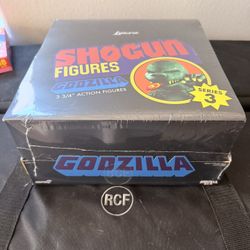 SHOGUN
FIGURES
GODZILLA
3 3/4" ACTION FIGURES
SERIES
3
GODZILLA
RCF